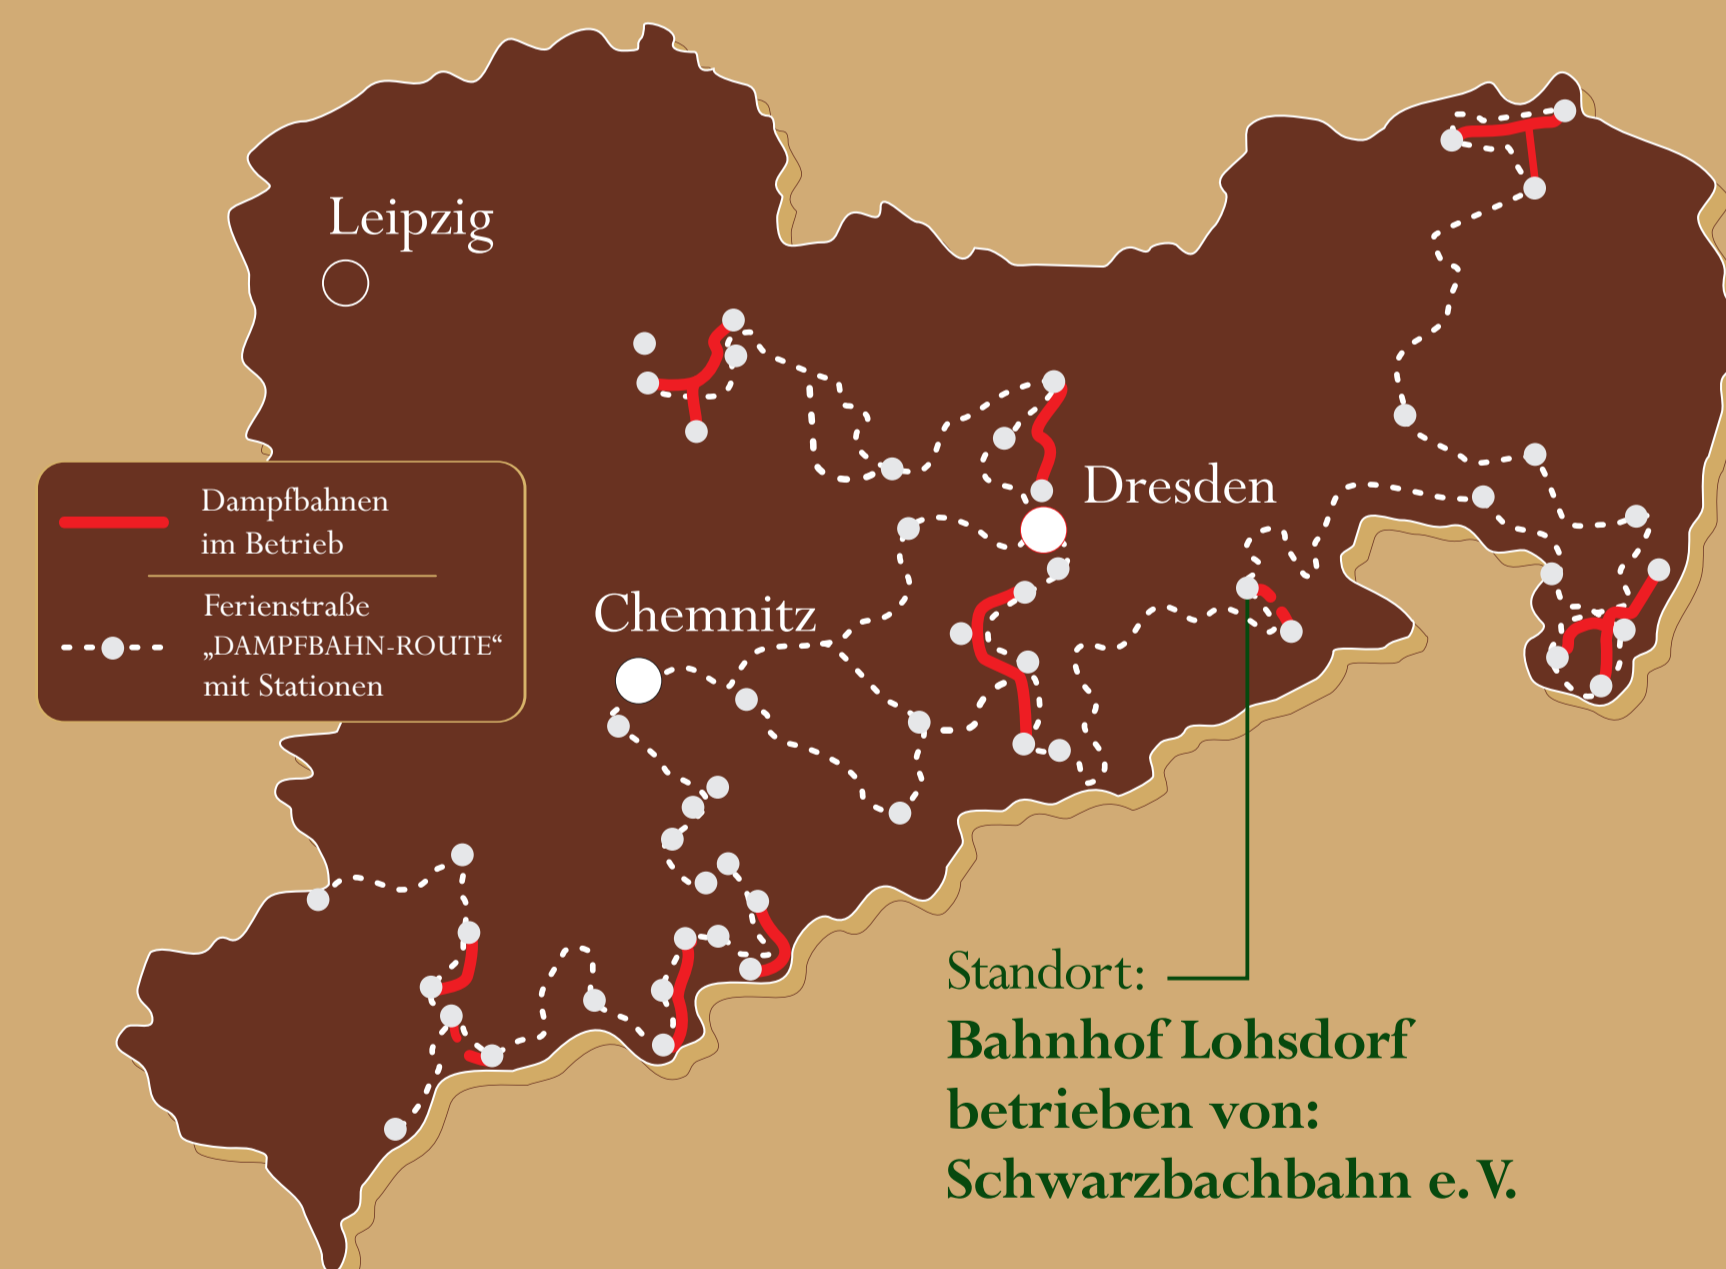 Leipzig
Dresden
Chemnitz
Dampfbahnen
im Betrieb
Ferienstraße
„DAMPFBAHN-ROUTE“
mit Stationen
Standort:
Bahnhof Lohsdorf
betrieben von:
Schwarzbachbahn e. V.